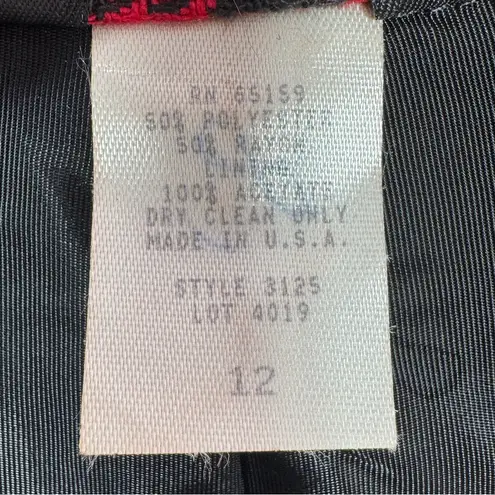 RN 65159
50% POLYESTER
50% RAYON
LINING
100% ACETATE
DRY CLEAN ONLY
MADE IN U.S.A.
STYLE 3125
LOT 4019
12